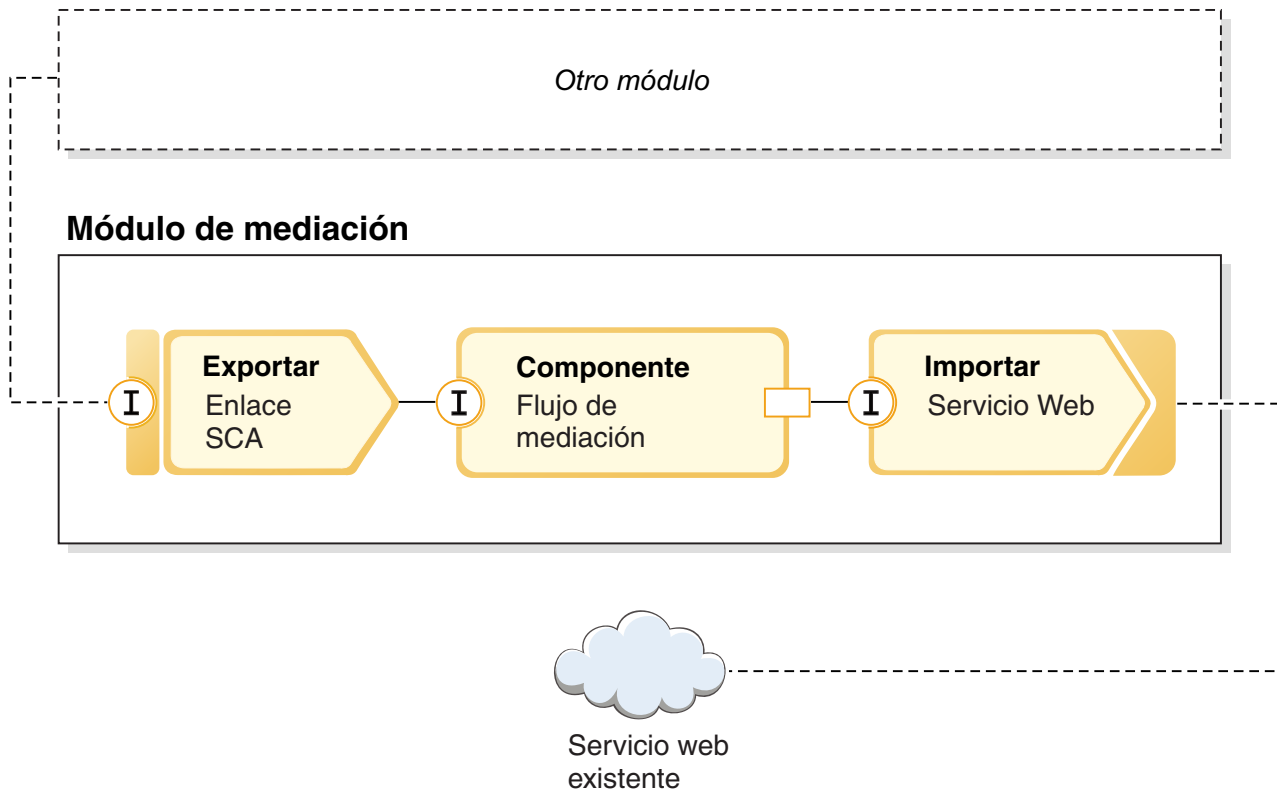 Otro módulo
Módulo de mediación
I
Exportar
Enlace
SCA
I
Componente
Flujo de
mediación
I
Importar
Servicio Web
Servicio web
existente